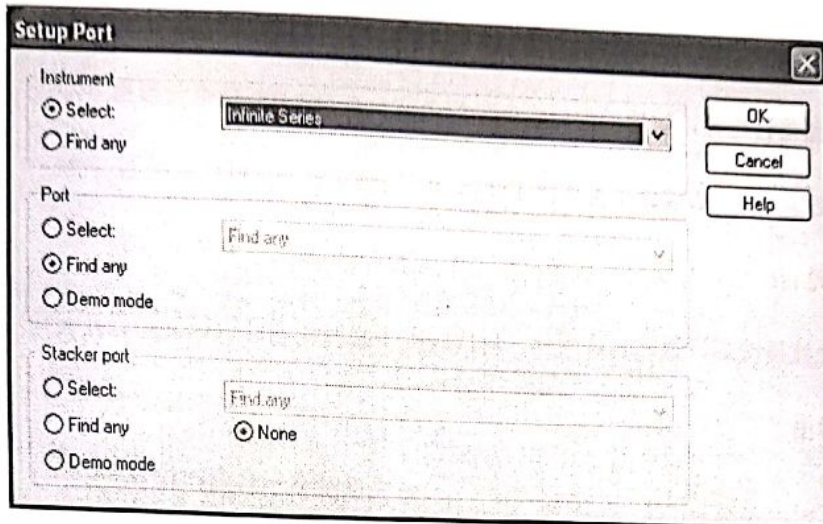 Setup Port
Instrument
Select:
Infinite Series
Find any
OK
Cancel
Help
Port
Select:
Find any
Find any
Demo mode
Stacker port
Select:
Find any
Find any
None
Demo mode